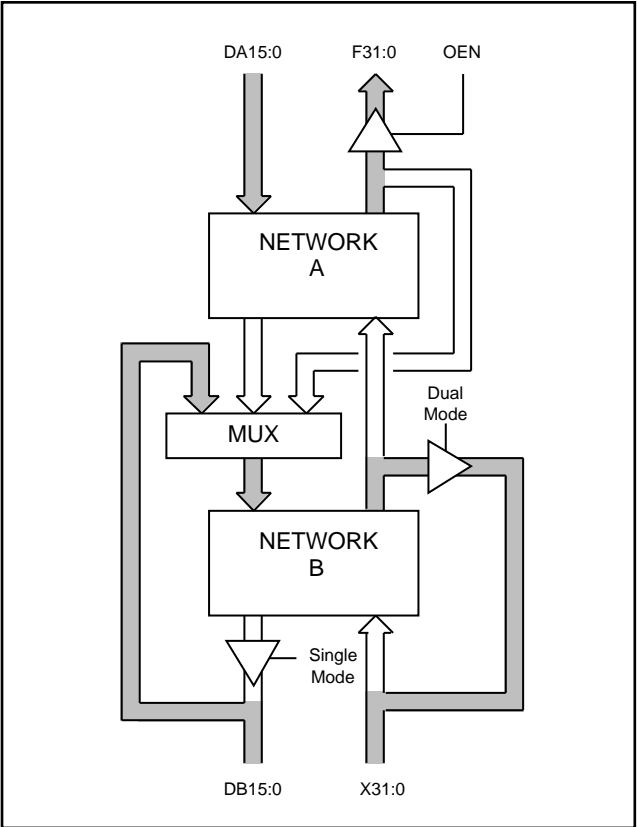 DA15:0
F31:0
OEN
NETWORK
A
Dual
Mode
MUX
NETWORK
B
Single
Mode
DB15:0
X31:0